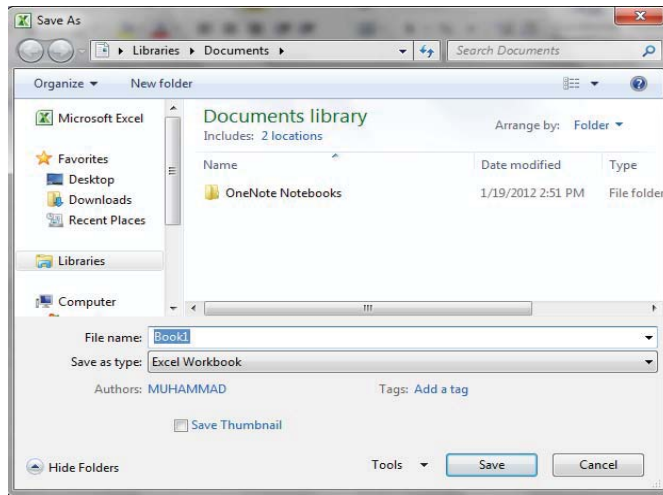 Save As
Libraries Documents Search Documents
Organize New folder
Microsoft Excel
Favorites
Desktop
Downloads
Recent Places
Libraries
Computer
Documents library
Includes: 2 locations
Arrange by: Folder
Name Date modified Type
OneNote Notebooks 1/19/2012 2:51 PM File folder
File name: Book1
Save as type: Excel Workbook
Authors: MUHAMMAD Tags: Add a tag
Save Thumbnail
Hide Folders Tools Save Cancel